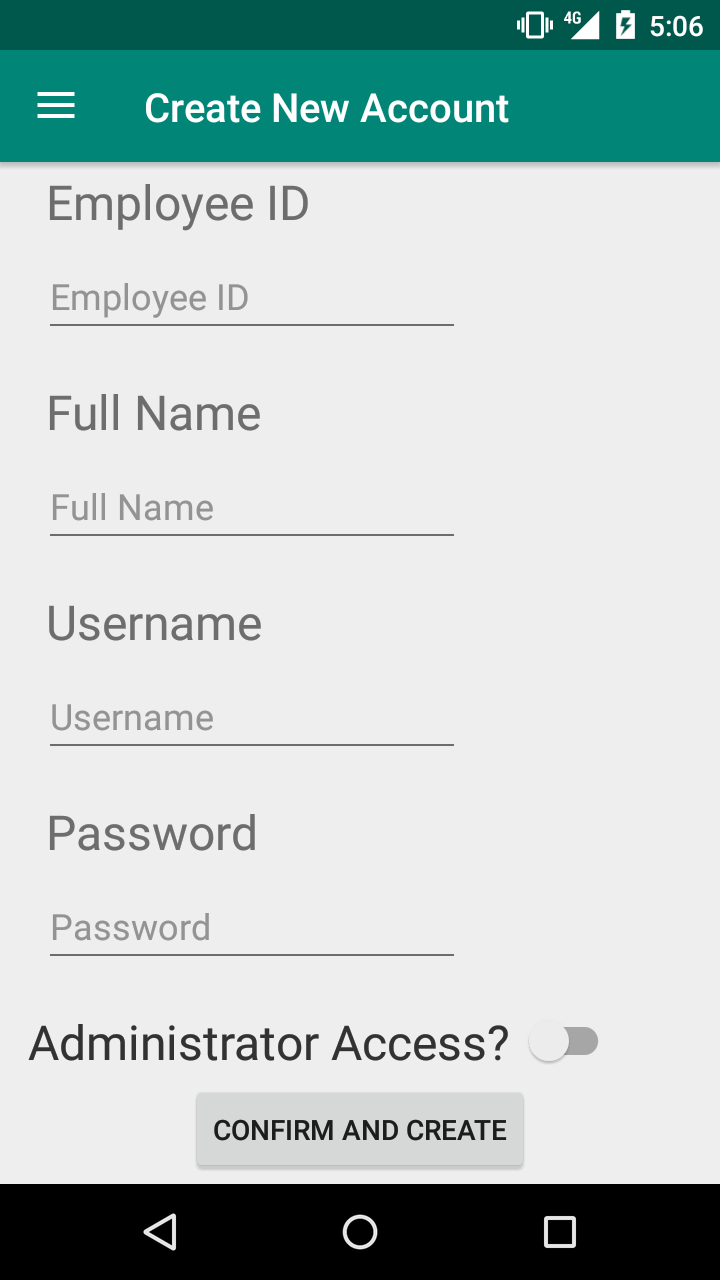 4G 5:06
Create New Account
Employee ID
Employee ID
Full Name
Full Name
Username
Username
Password
Password
Administrator Access?
CONFIRM AND CREATE